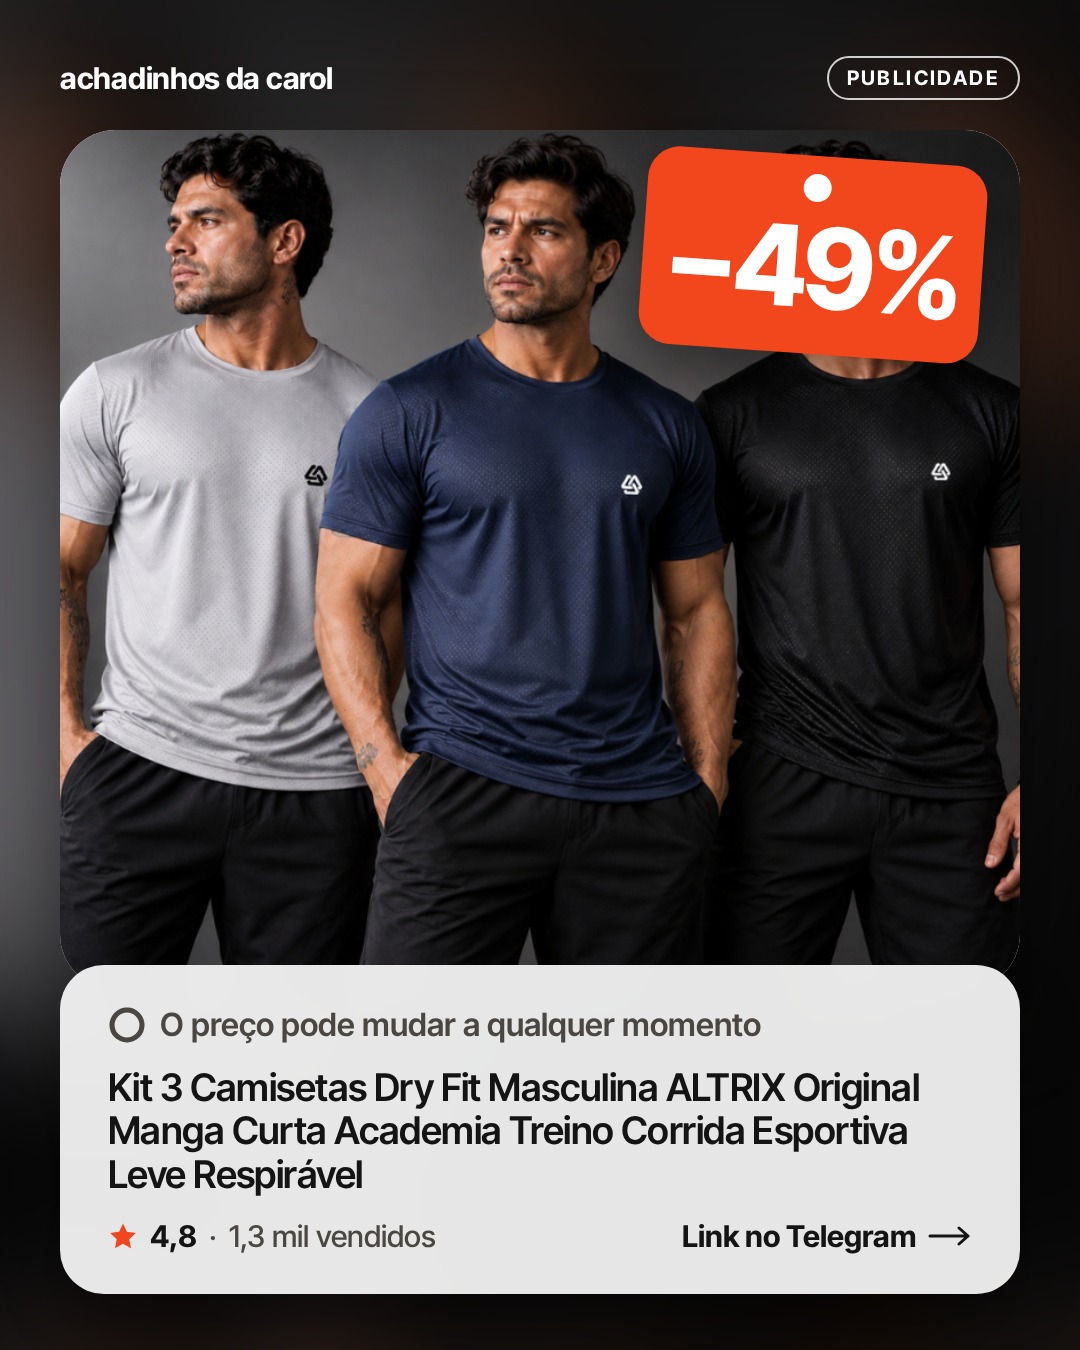 achadinhos da carol
PUBLICIDADE
−49%
O preço pode mudar a qualquer momento
Kit 3 Camisetas Dry Fit Masculina ALTRIX Original
Manga Curta Academia Treino Corrida Esportiva
Leve Respirável
4,8 · 1,3 mil vendidos
Link no Telegram →